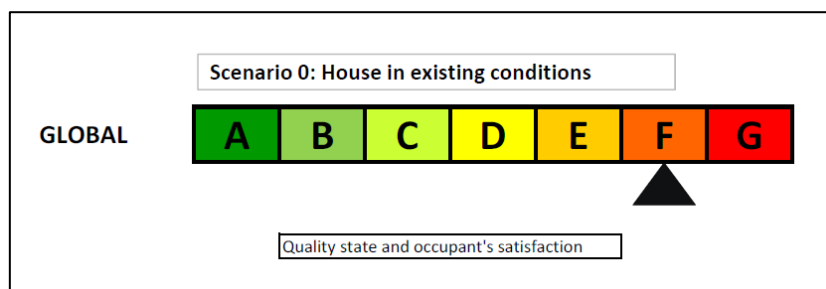 Scenario 0: House in existing conditions
GLOBAL A B C D E F G
Quality state and occupant's satisfaction